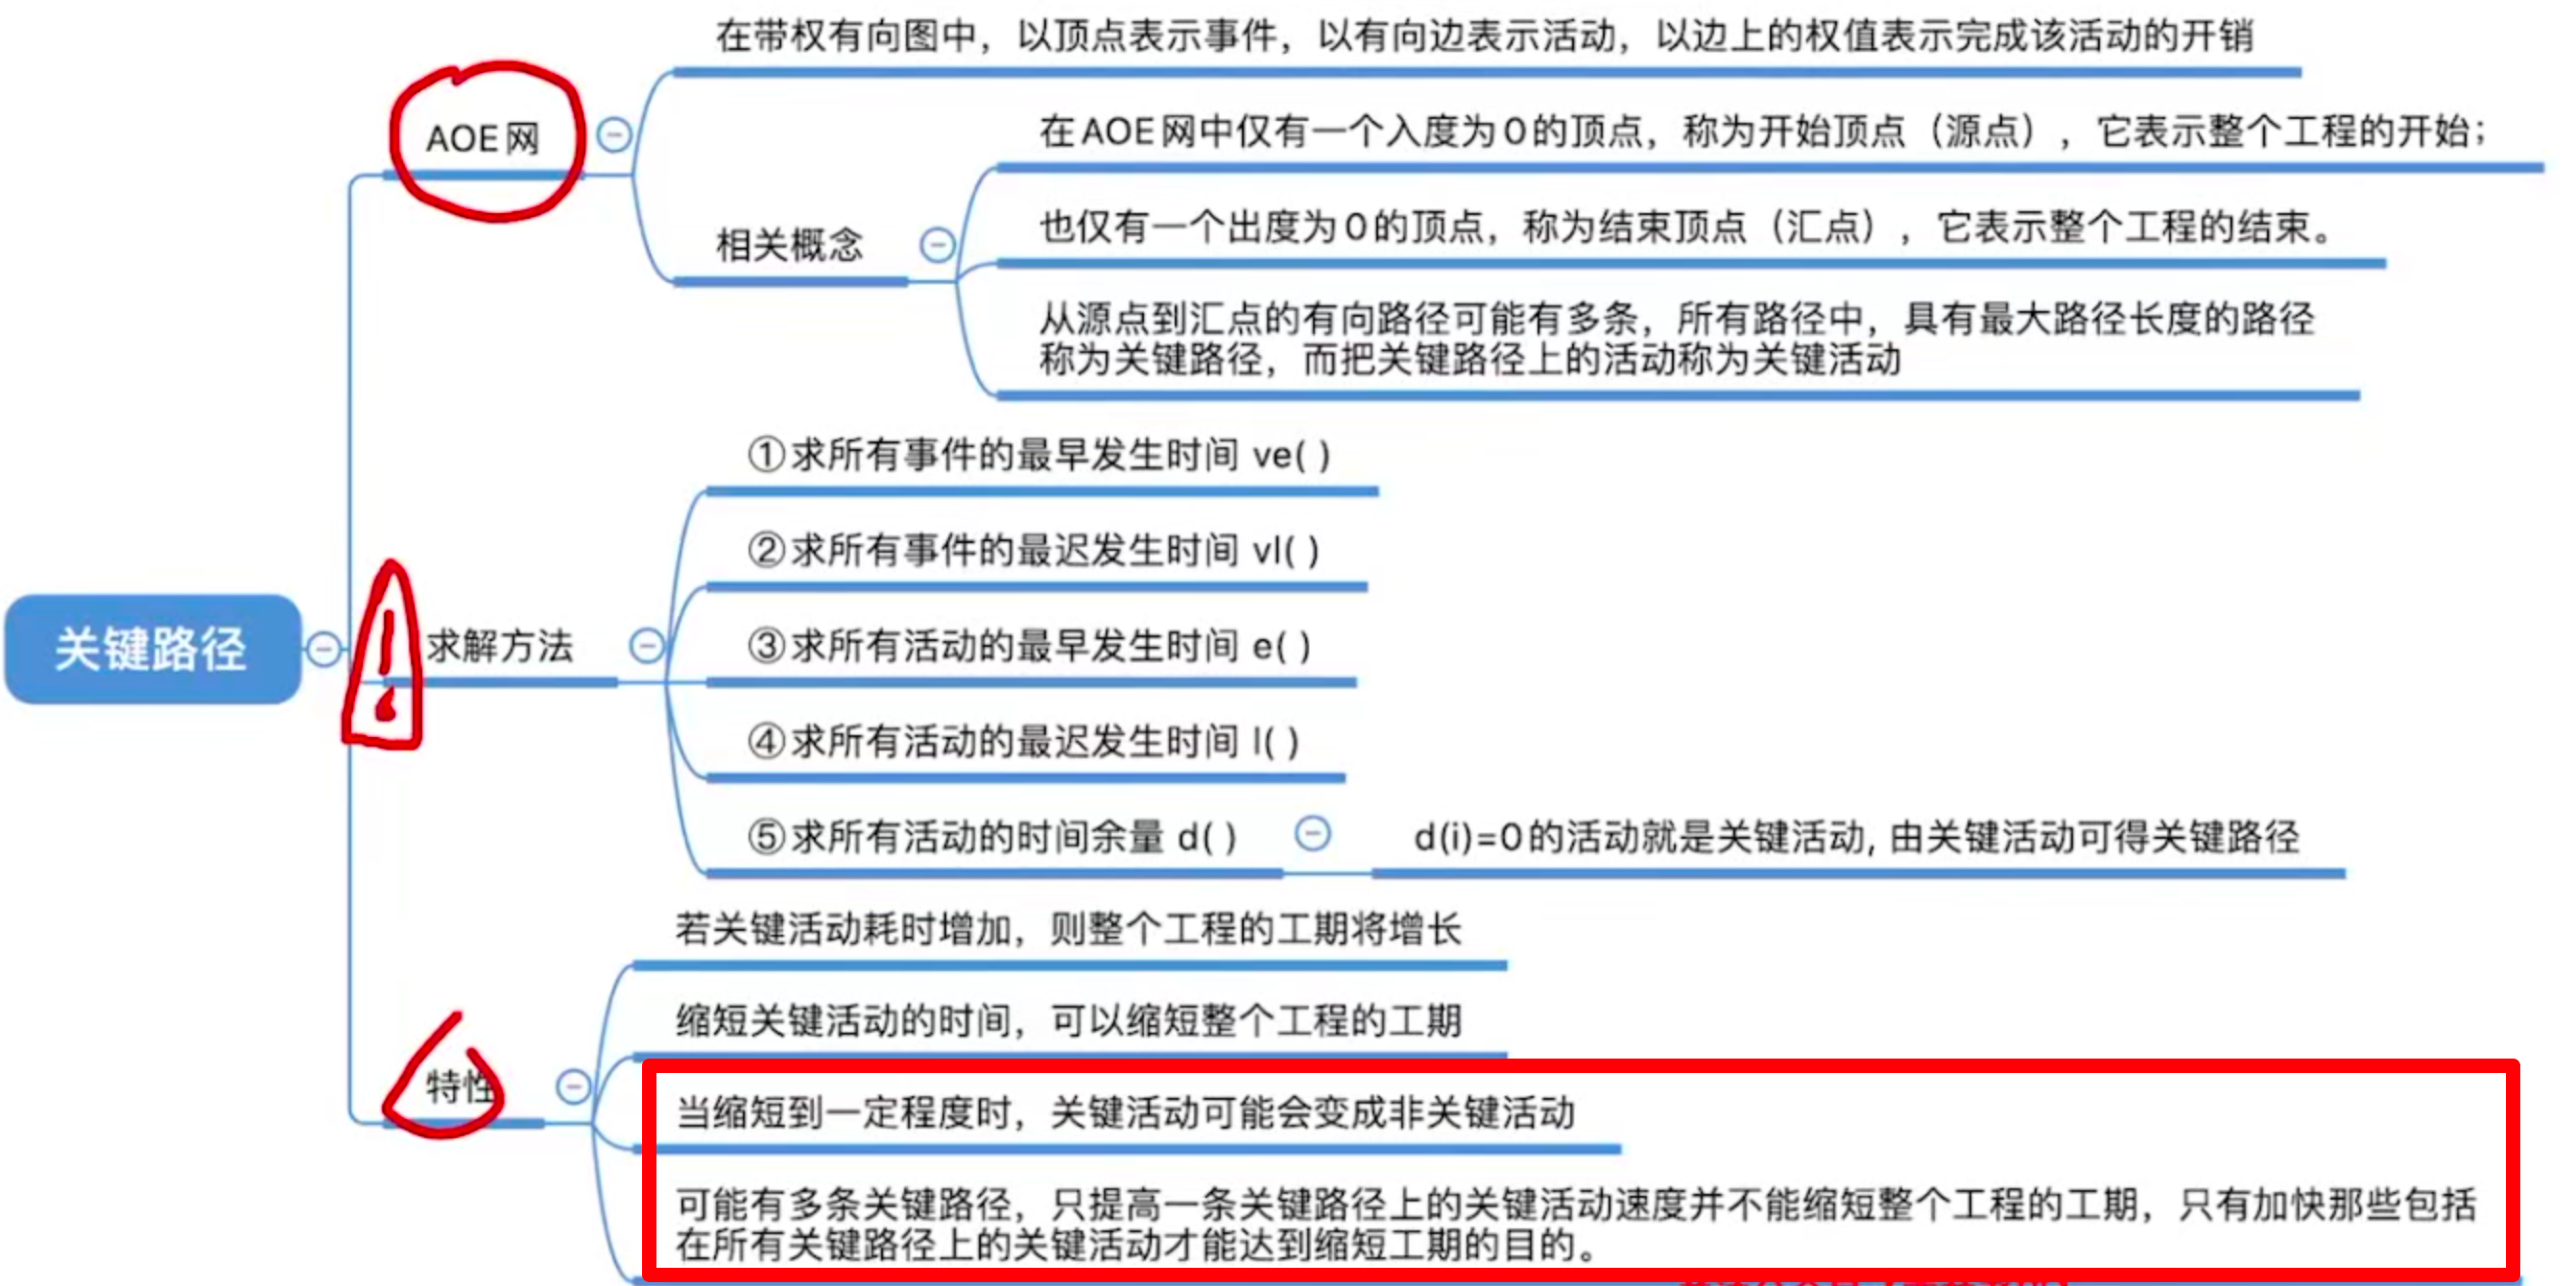 在带权有向图中，以顶点表示事件，以有向边表示活动，以边上的权值表示完成该活动的开销
AOE网
在AOE网中仅有一个入度为0的顶点，称为开始顶点（源点），它表示整个工程的开始；
相关概念
也仅有一个出度为0的顶点，称为结束顶点（汇点），它表示整个工程的结束。
从源点到汇点的有向路径可能有多条，所有路径中，具有最大路径长度的路径
称为关键路径，而把关键路径上的活动称为关键活动
关键路径
求解方法
①求所有事件的最早发生时间 ve( )
②求所有事件的最迟发生时间 vl( )
③求所有活动的最早发生时间 e( )
④求所有活动的最迟发生时间 l( )
⑤求所有活动的时间余量 d( )
d(i)=0的活动就是关键活动, 由关键活动可得关键路径
特性
若关键活动耗时增加，则整个工程的工期将增长
缩短关键活动的时间，可以缩短整个工程的工期
当缩短到一定程度时，关键活动可能会变成非关键活动
可能有多条关键路径，只提高一条关键路径上的关键活动速度并不能缩短整个工程的工期，只有加快那些包括
在所有关键路径上的关键活动才能达到缩短工期的目的。